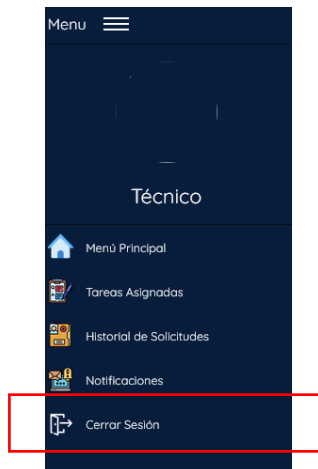 Menu
Técnico
Menú Principal
Tareas Asignadas
Historial de Solicitudes
Notificaciones
Cerrar Sesión